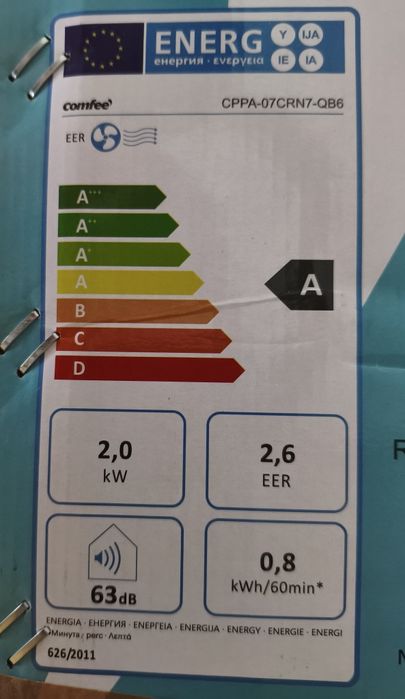 ENERG Y IJA
енергия · ενεργεια IE IA
comfee' CPPA-07CRN7-QB6
EER
A+++
A++
A+
A
B
C
D
A
2,0
kW
2,6
EER
63dB
0,8
kWh/60min*
ENERGIA · ЕНЕРГИЯ · ΕΝΕΡΓΕΙΑ · ENERGIJA · ENERGY · ENERGIE · ENERGI
*Минута / perc · Λεπτά
626/2011
R
M